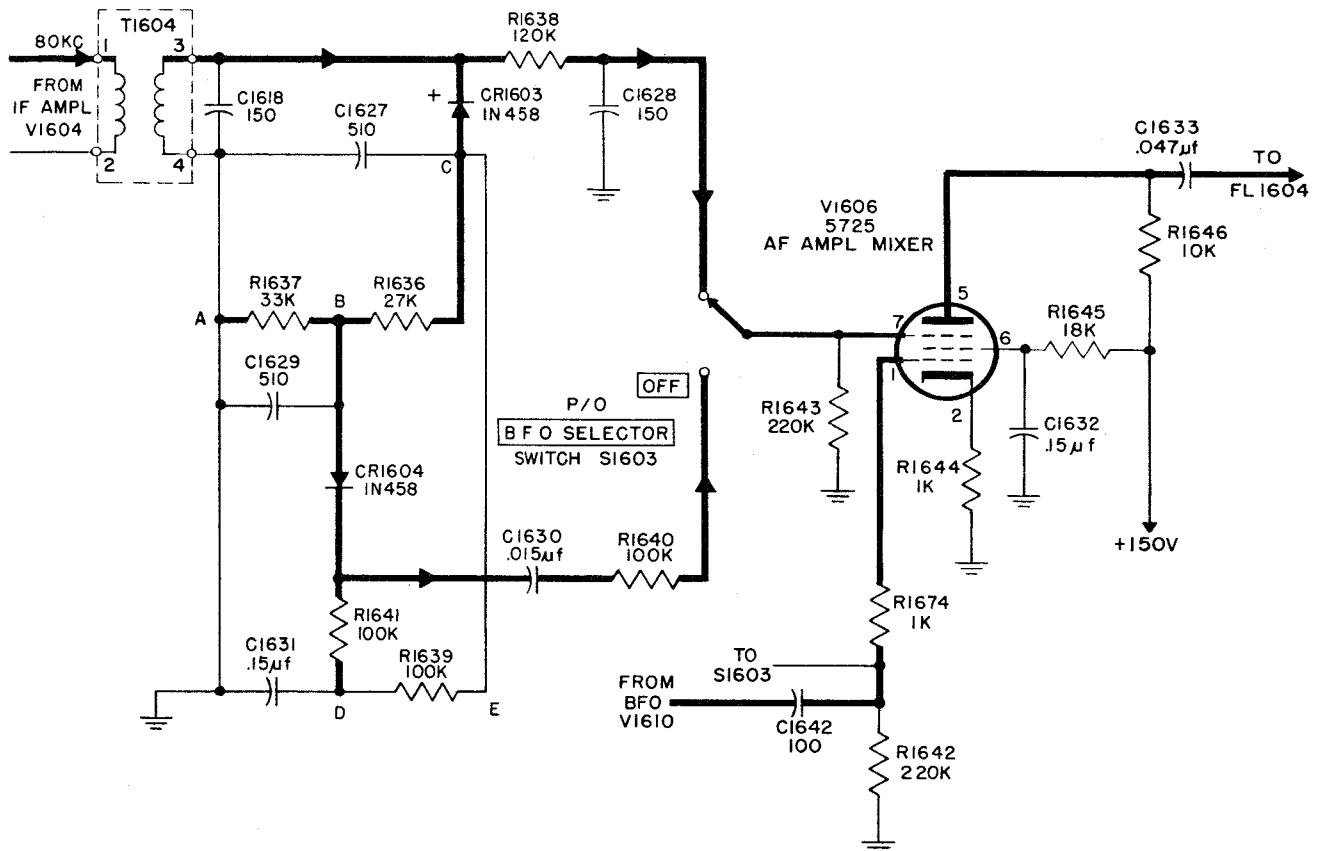 T1604
80KC
1
3
FROM
IF AMPL
V1604
2
4
C1618
150
C1627
510
+
CR1603
1N458
C
R1638
120K
C1628
150
C1633
.047µf
TO
FL1604
V1606
5725
AF AMPL MIXER
R1646
10K
A
R1637
33K
B
R1636
27K
C1629
510
5
7
6
1
2
R1645
18K
OFF
P/O
BFO SELECTOR
SWITCH S1603
R1643
220K
C1632
.15µf
R1644
1K
+150V
CR1604
1N458
C1630
.015µf
R1640
100K
R1641
100K
R1674
1K
C1631
.15µf
R1639
100K
D
E
TO
S1603
FROM
BFO
V1610
C1642
100
R1642
220K